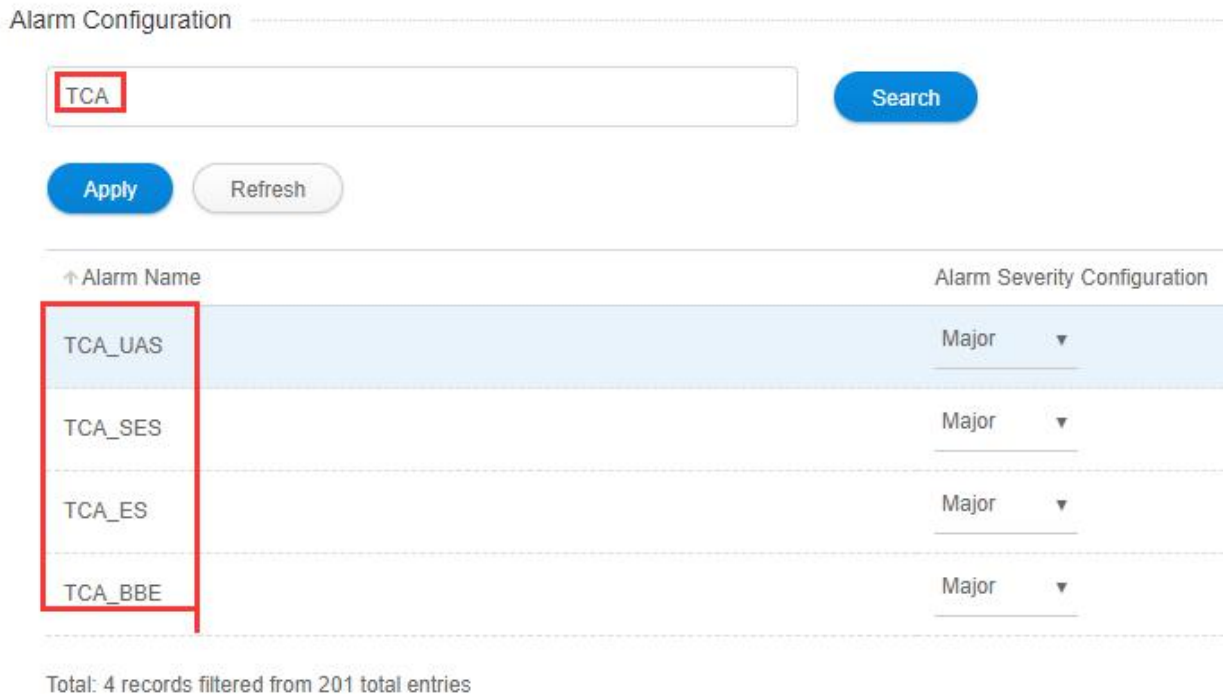 Alarm Configuration
TCA
Search
Apply Refresh
Alarm Name Alarm Severity Configuration
TCA_UAS Major
TCA_SES Major
TCA_ES Major
TCA_BBE Major
Total: 4 records filtered from 201 total entries